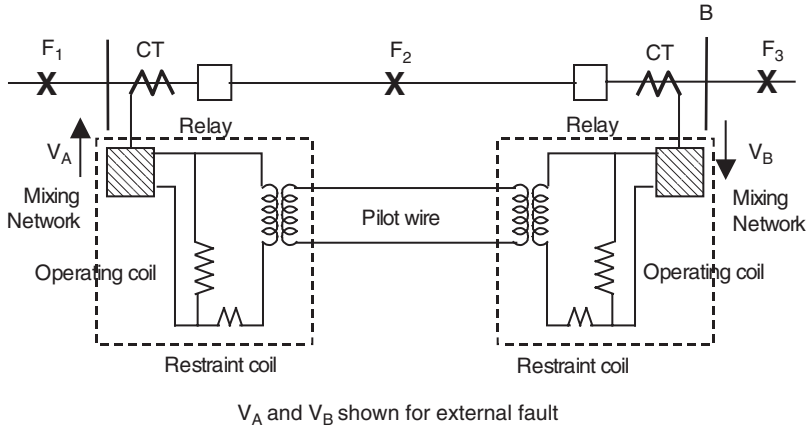 B
F1 CT F2 CT F3
Relay Relay
VA VB
Mixing Network Pilot wire Mixing Network
Operating coil Operating coil
Restraint coil Restraint coil
VA and VB shown for external fault